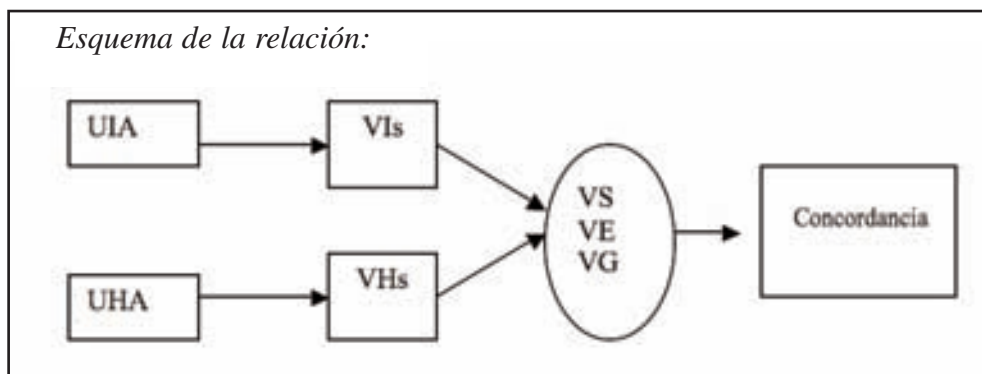 Esquema de la relación:
UIA
VIs
VS
VE
VG
Concordancia
UHA
VHs